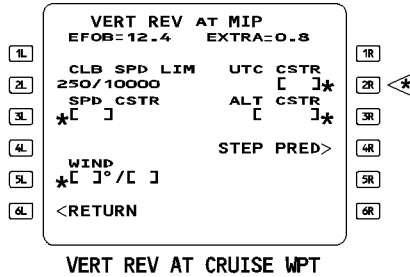 VERT REV AT MIP
EFOB=12.4 EXTRA=0.8
1L 1R
CLB SPD LIM UTC CSTR
2L 250/10000 [ ]* 2R <*
SPD CSTR ALT CSTR
3L *[ ] [ ]* 3R
4L STEP PRED> 4R
WIND
5L *[ ]°/[ ] 5R
6L <RETURN 6R
VERT REV AT CRUISE WPT